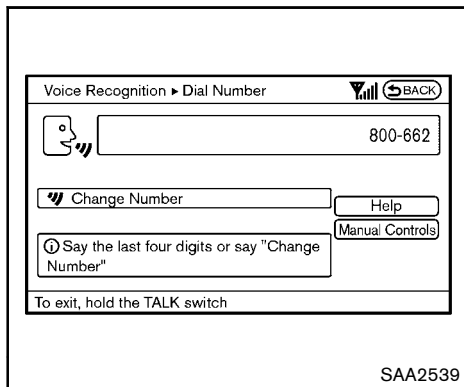 Voice Recognition ▸ Dial Number
BACK
800-662
Change Number
Help
Manual Controls
Say the last four digits or say "Change
Number"
To exit, hold the TALK switch
SAA2539